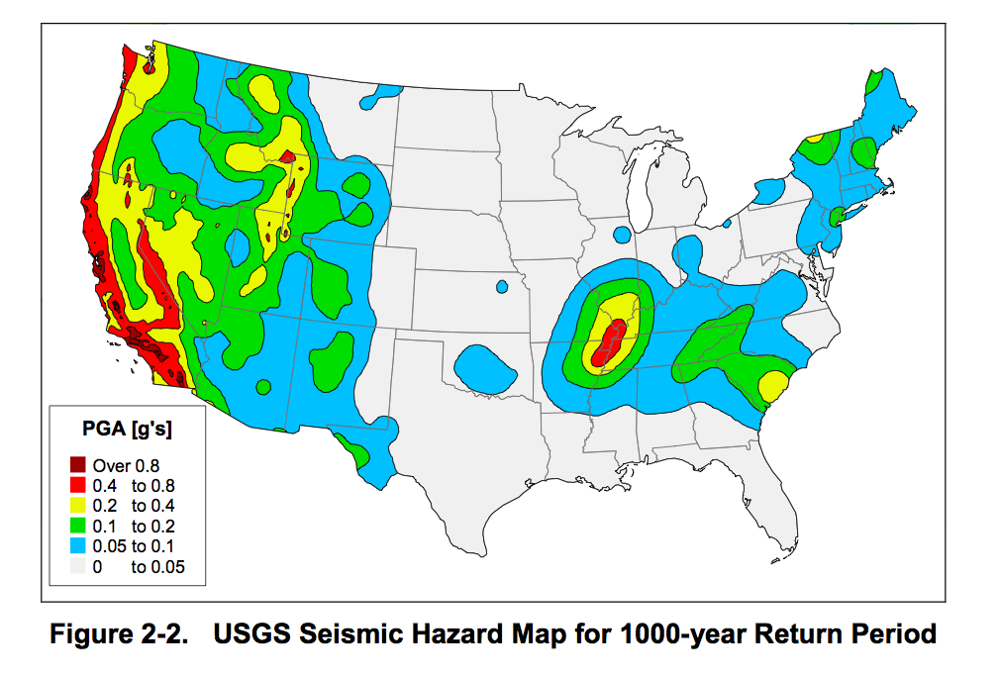 PGA [g's]
Over 0.8
0.4 to 0.8
0.2 to 0.4
0.1 to 0.2
0.05 to 0.1
0 to 0.05
Figure 2-2. USGS Seismic Hazard Map for 1000-year Return Period